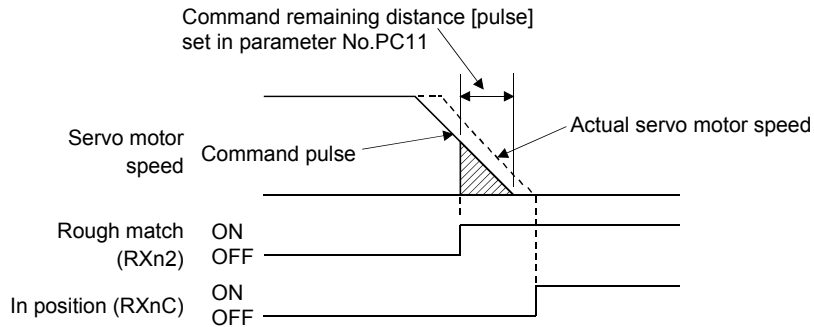 Command remaining distance [pulse]
set in parameter No.PC11
Actual servo motor speed
Servo motor
speed
Command pulse
Rough match
(RXn2)
ON
OFF
In position (RXnC)
ON
OFF